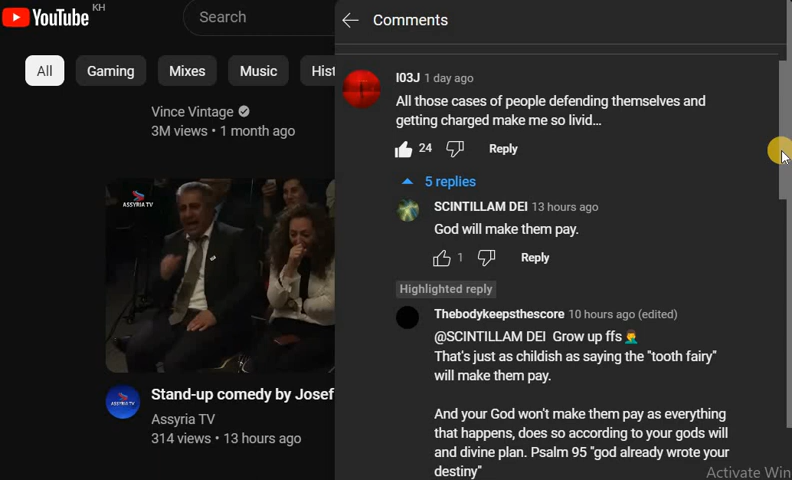 YouTube KH
Search
Comments
All
Gaming
Mixes
Music
Hist
Vince Vintage
3M views • 1 month ago
ASSYRIA TV
Stand-up comedy by Josef
ASSYRIA TV
Assyria TV
314 views • 13 hours ago
I03J 1 day ago
All those cases of people defending themselves and
getting charged make me so livid...
24 Reply
5 replies
SCINTILLAM DEI 13 hours ago
God will make them pay.
1 Reply
Highlighted reply
Thebodykeepsthescore 10 hours ago (edited)
@SCINTILLAM DEI Grow up ffs🤦‍♂️
That's just as childish as saying the "tooth fairy"
will make them pay.
And your God won't make them pay as everything
that happens, does so according to your gods will
and divine plan. Psalm 95 "god already wrote your
destiny"
Activate Win